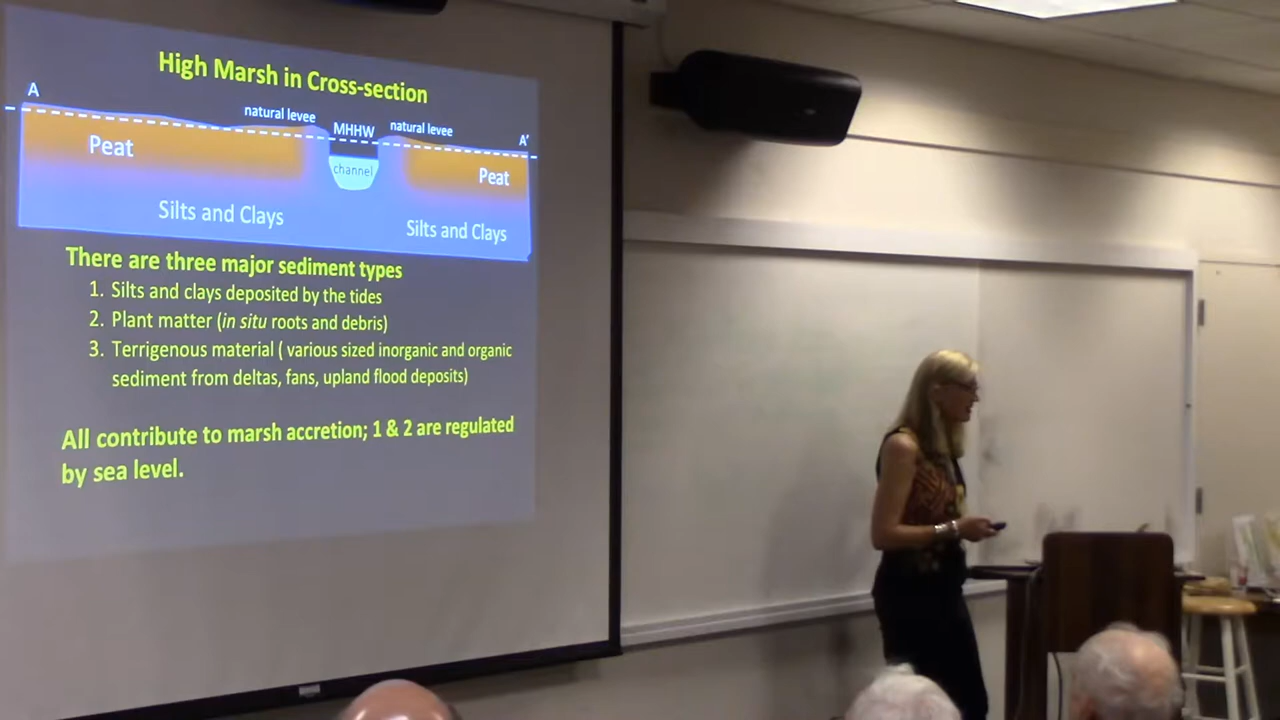 High Marsh in Cross-section
A
natural levee
MHHW
natural levee
A′
Peat
channel
Peat
Silts and Clays
Silts and Clays
There are three major sediment types
1. Silts and clays deposited by the tides
2. Plant matter (in situ roots and debris)
3. Terrigenous material ( various sized inorganic and organic
sediment from deltas, fans, upland flood deposits)
All contribute to marsh accretion; 1 & 2 are regulated
by sea level.